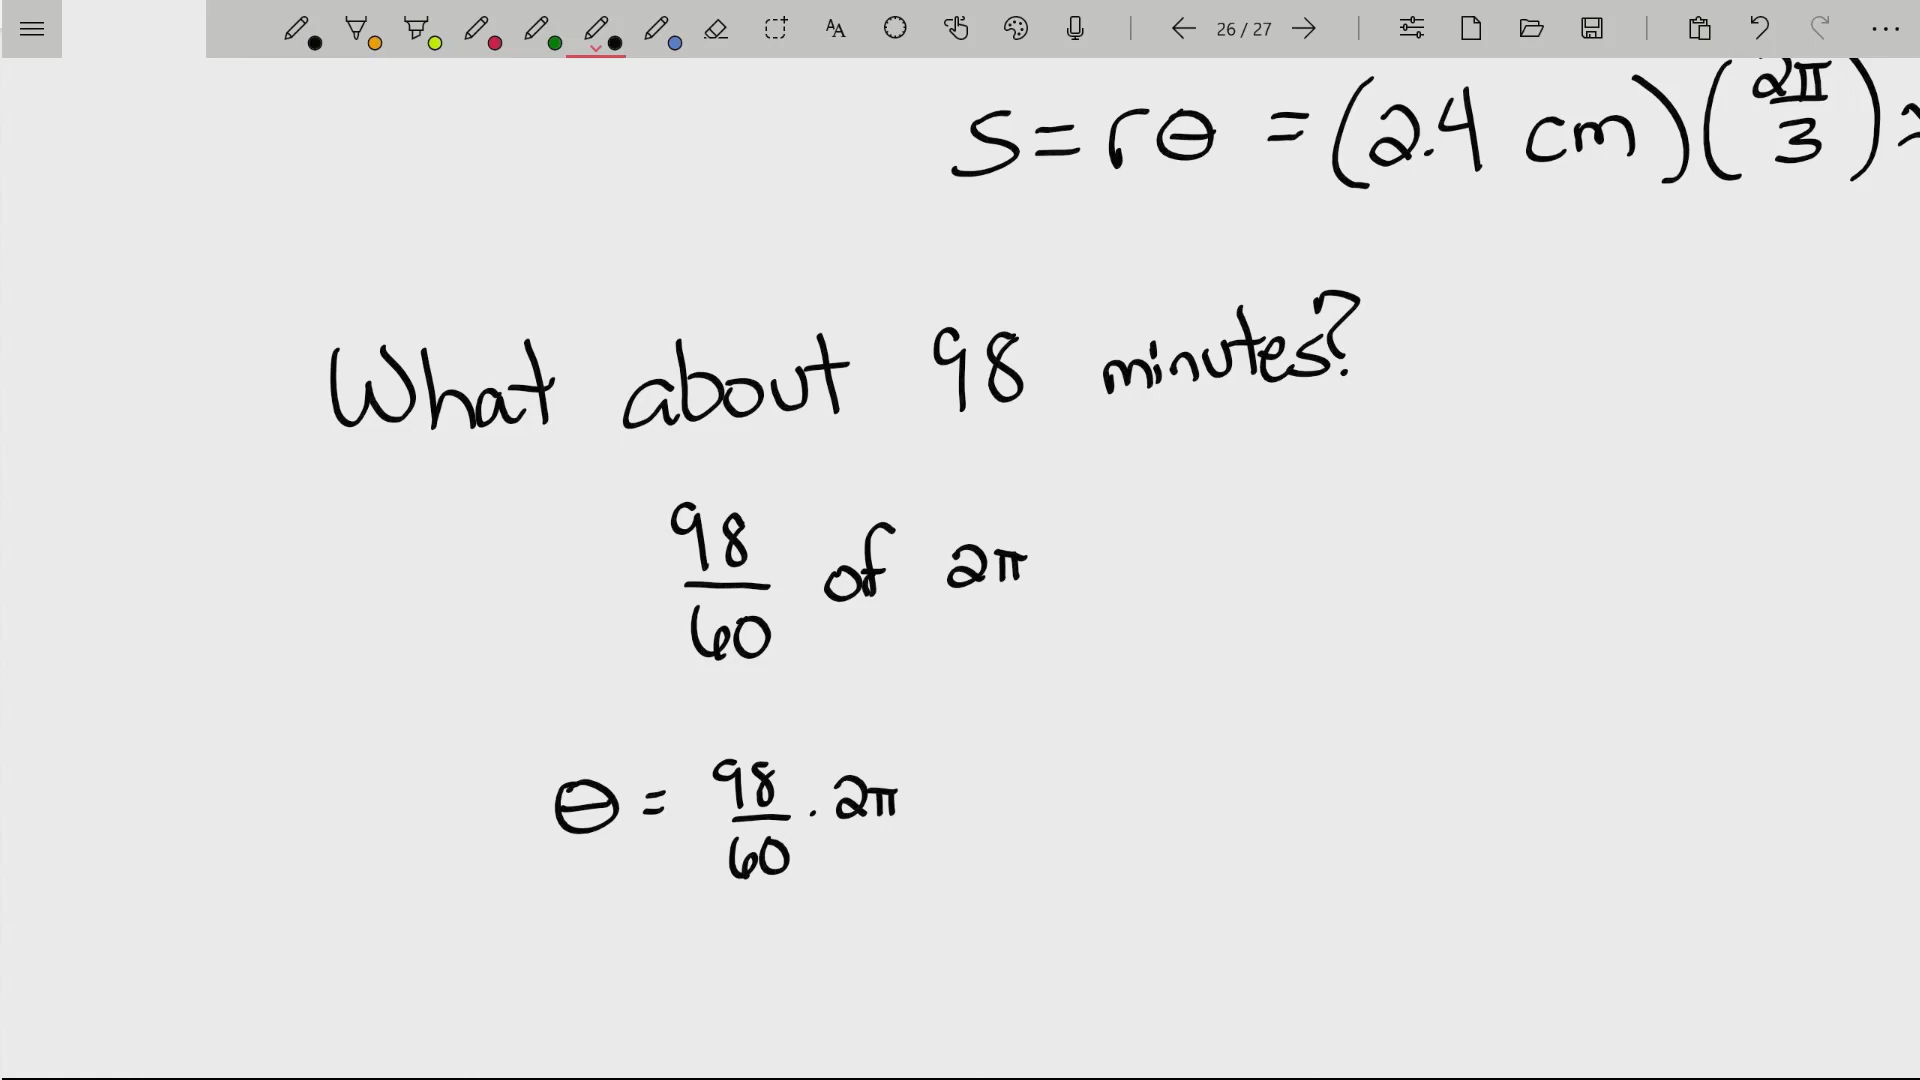 26 / 27
S = rθ = (2.4 cm)(2π/3)
What about 98 minutes?
98/60 of 2π
θ = 98/60 · 2π